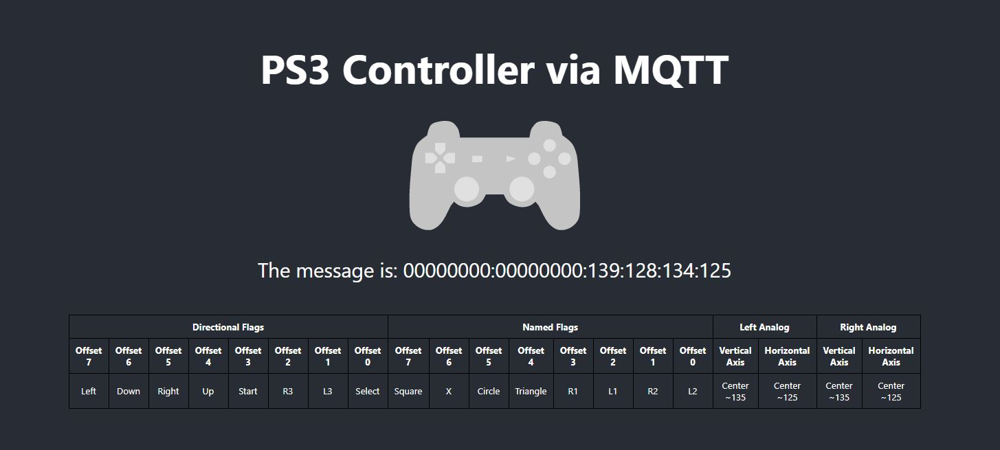 PS3 Controller via MQTT
The message is: 00000000:00000000:139:128:134:125
Directional Flags Named Flags Left Analog Right Analog
Offset 7 Offset 6 Offset 5 Offset 4 Offset 3 Offset 2 Offset 1 Offset 0 Offset 7 Offset 6 Offset 5 Offset 4 Offset 3 Offset 2 Offset 1 Offset 0 Vertical Axis Horizontal Axis Vertical Axis Horizontal Axis
Left Down Right Up Start R3 L3 Select Square X Circle Triangle R1 L1 R2 L2 Center ~135 Center ~125 Center ~135 Center ~125